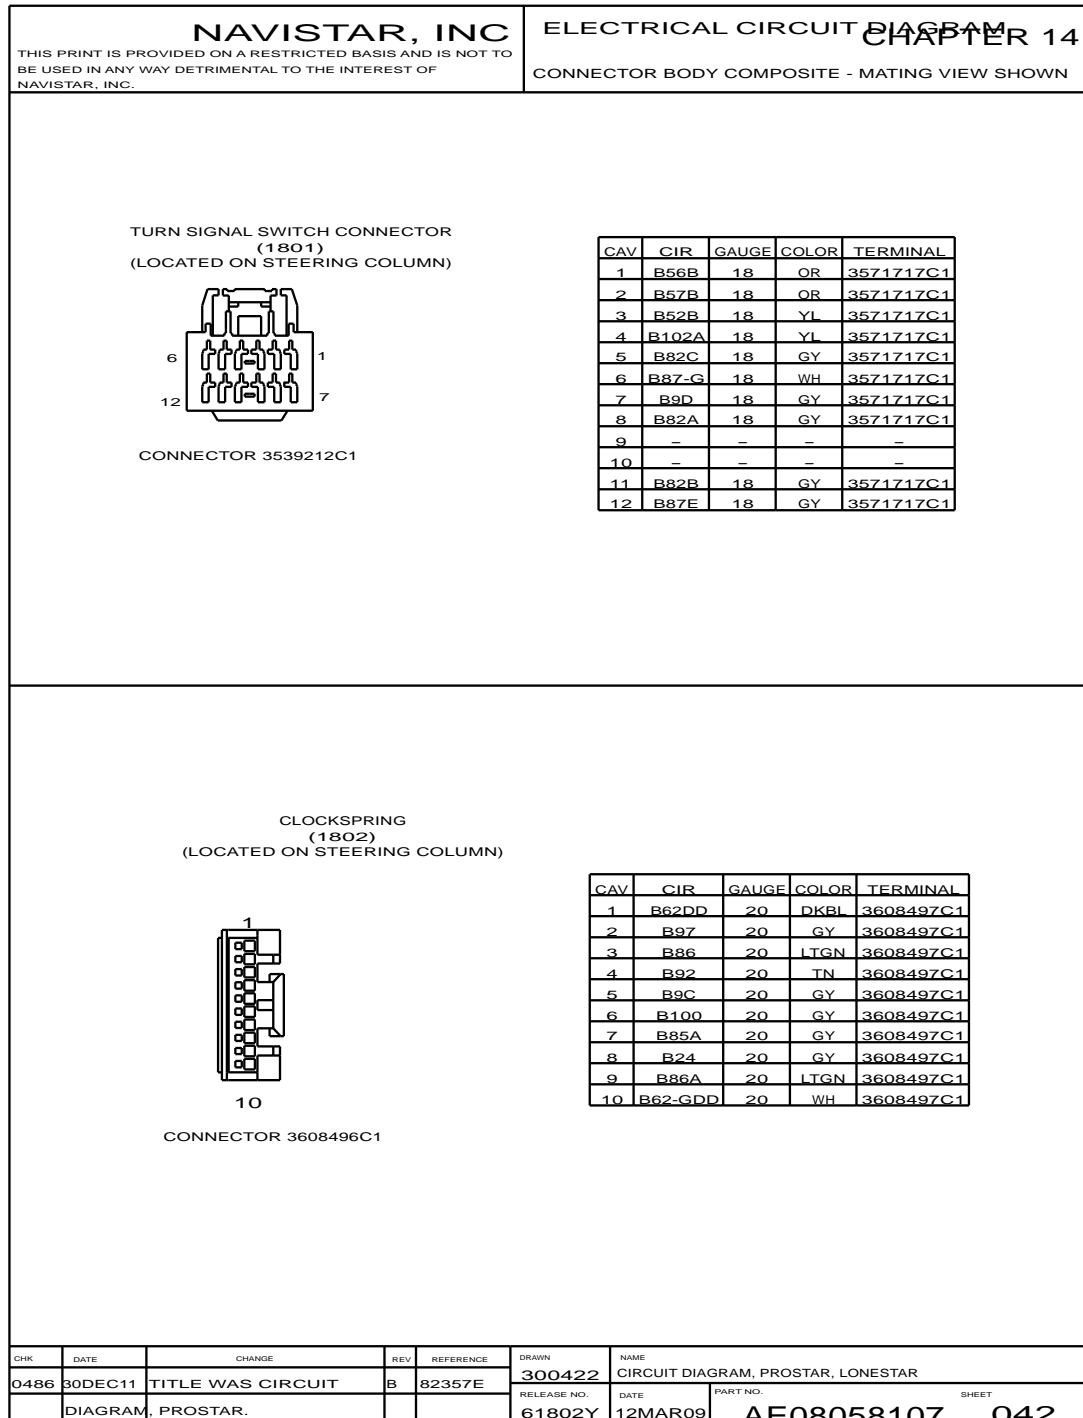 NAVISTAR, INC
THIS PRINT IS PROVIDED ON A RESTRICTED BASIS AND IS NOT TO
BE USED IN ANY WAY DETRIMENTAL TO THE INTEREST OF
NAVISTAR, INC.
ELECTRICAL CIRCUIT DIAGRAM
CHAPTER 14
CONNECTOR BODY COMPOSITE - MATING VIEW SHOWN
TURN SIGNAL SWITCH CONNECTOR
(1801)
(LOCATED ON STEERING COLUMN)
6 1
12 7
CONNECTOR 3539212C1
CAV CIR GAUGE COLOR TERMINAL
1 B56B 18 OR 3571717C1
2 B57B 18 OR 3571717C1
3 B52B 18 YL 3571717C1
4 B102A 18 YL 3571717C1
5 B82C 18 GY 3571717C1
6 B87-G 18 WH 3571717C1
7 B9D 18 GY 3571717C1
8 B82A 18 GY 3571717C1
9 – – – –
10 – – – –
11 B82B 18 GY 3571717C1
12 B87E 18 GY 3571717C1
CLOCKSPRING
(1802)
(LOCATED ON STEERING COLUMN)
1
10
CONNECTOR 3608496C1
CAV CIR GAUGE COLOR TERMINAL
1 B62DD 20 DKBL 3608497C1
2 B97 20 GY 3608497C1
3 B86 20 LTGN 3608497C1
4 B92 20 TN 3608497C1
5 B9C 20 GY 3608497C1
6 B100 20 GY 3608497C1
7 B85A 20 GY 3608497C1
8 B24 20 GY 3608497C1
9 B86A 20 LTGN 3608497C1
10 B62-GDD 20 WH 3608497C1
CHK DATE CHANGE REV REFERENCE
0486 30DEC11 TITLE WAS CIRCUIT B 82357E
DIAGRAM, PROSTAR.
DRAWN NAME
300422 CIRCUIT DIAGRAM, PROSTAR, LONESTAR
RELEASE NO. DATE PART NO. SHEET
61802Y 12MAR09 AE08058107 042